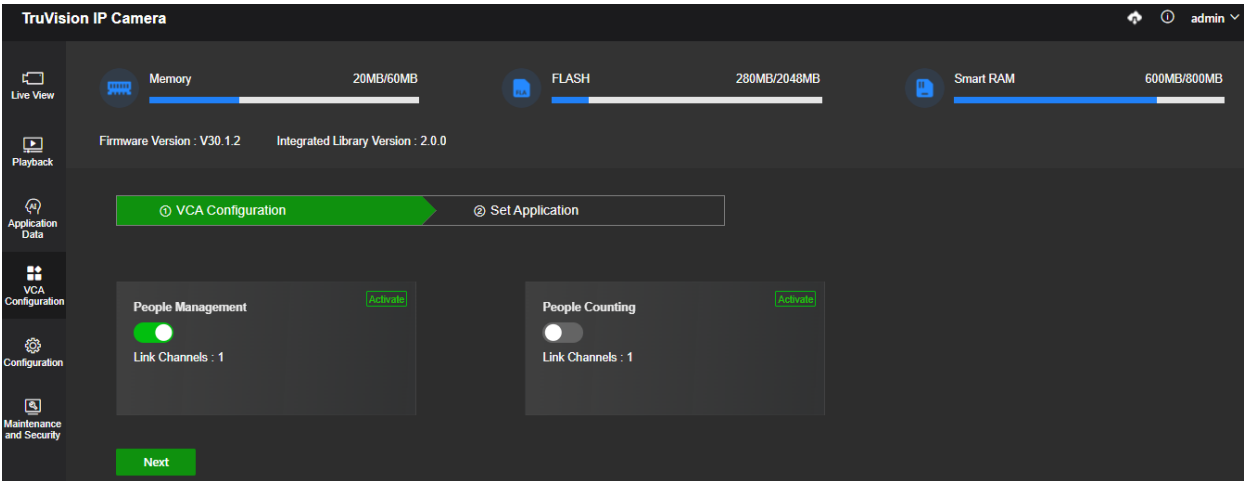 TruVision IP Camera
admin
Live View
Playback
Application
Data
VCA
Configuration
Configuration
Maintenance
and Security
Memory 20MB/60MB
FLASH 280MB/2048MB
Smart RAM 600MB/800MB
Firmware Version : V30.1.2 Integrated Library Version : 2.0.0
① VCA Configuration ② Set Application
People Management Activate
Link Channels : 1
People Counting Activate
Link Channels : 1
Next